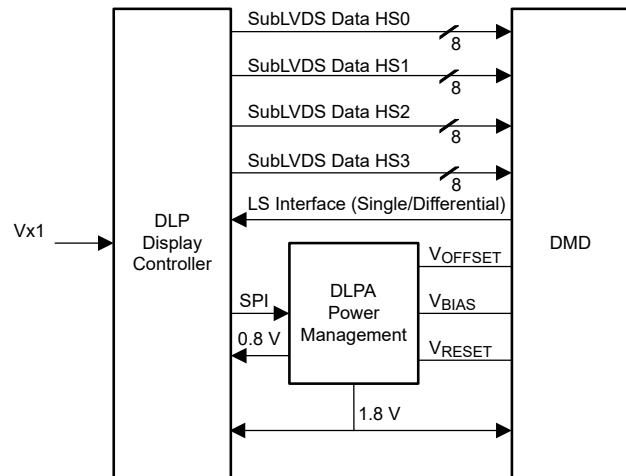 SubLVDS Data HS0
8
SubLVDS Data HS1
8
SubLVDS Data HS2
8
SubLVDS Data HS3
8
LS Interface (Single/Differential)
Vx1
DLP
Display
Controller
DMD
SPI
0.8 V
DLPA
Power
Management
VOFFSET
VBIAS
VRESET
1.8 V